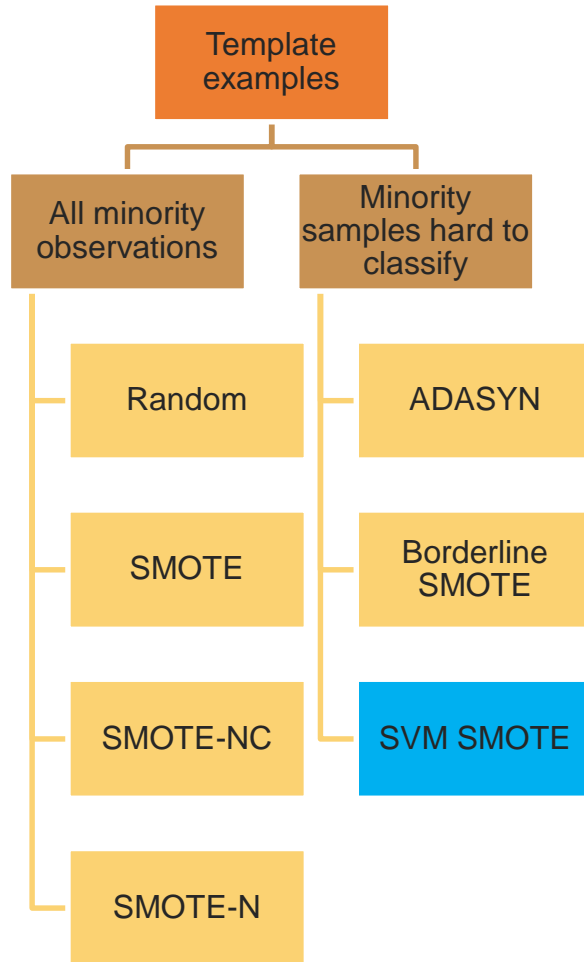 Template
examples
All minority
observations
Minority
samples hard to
classify
Random
ADASYN
SMOTE
Borderline
SMOTE
SMOTE-NC
SVM SMOTE
SMOTE-N